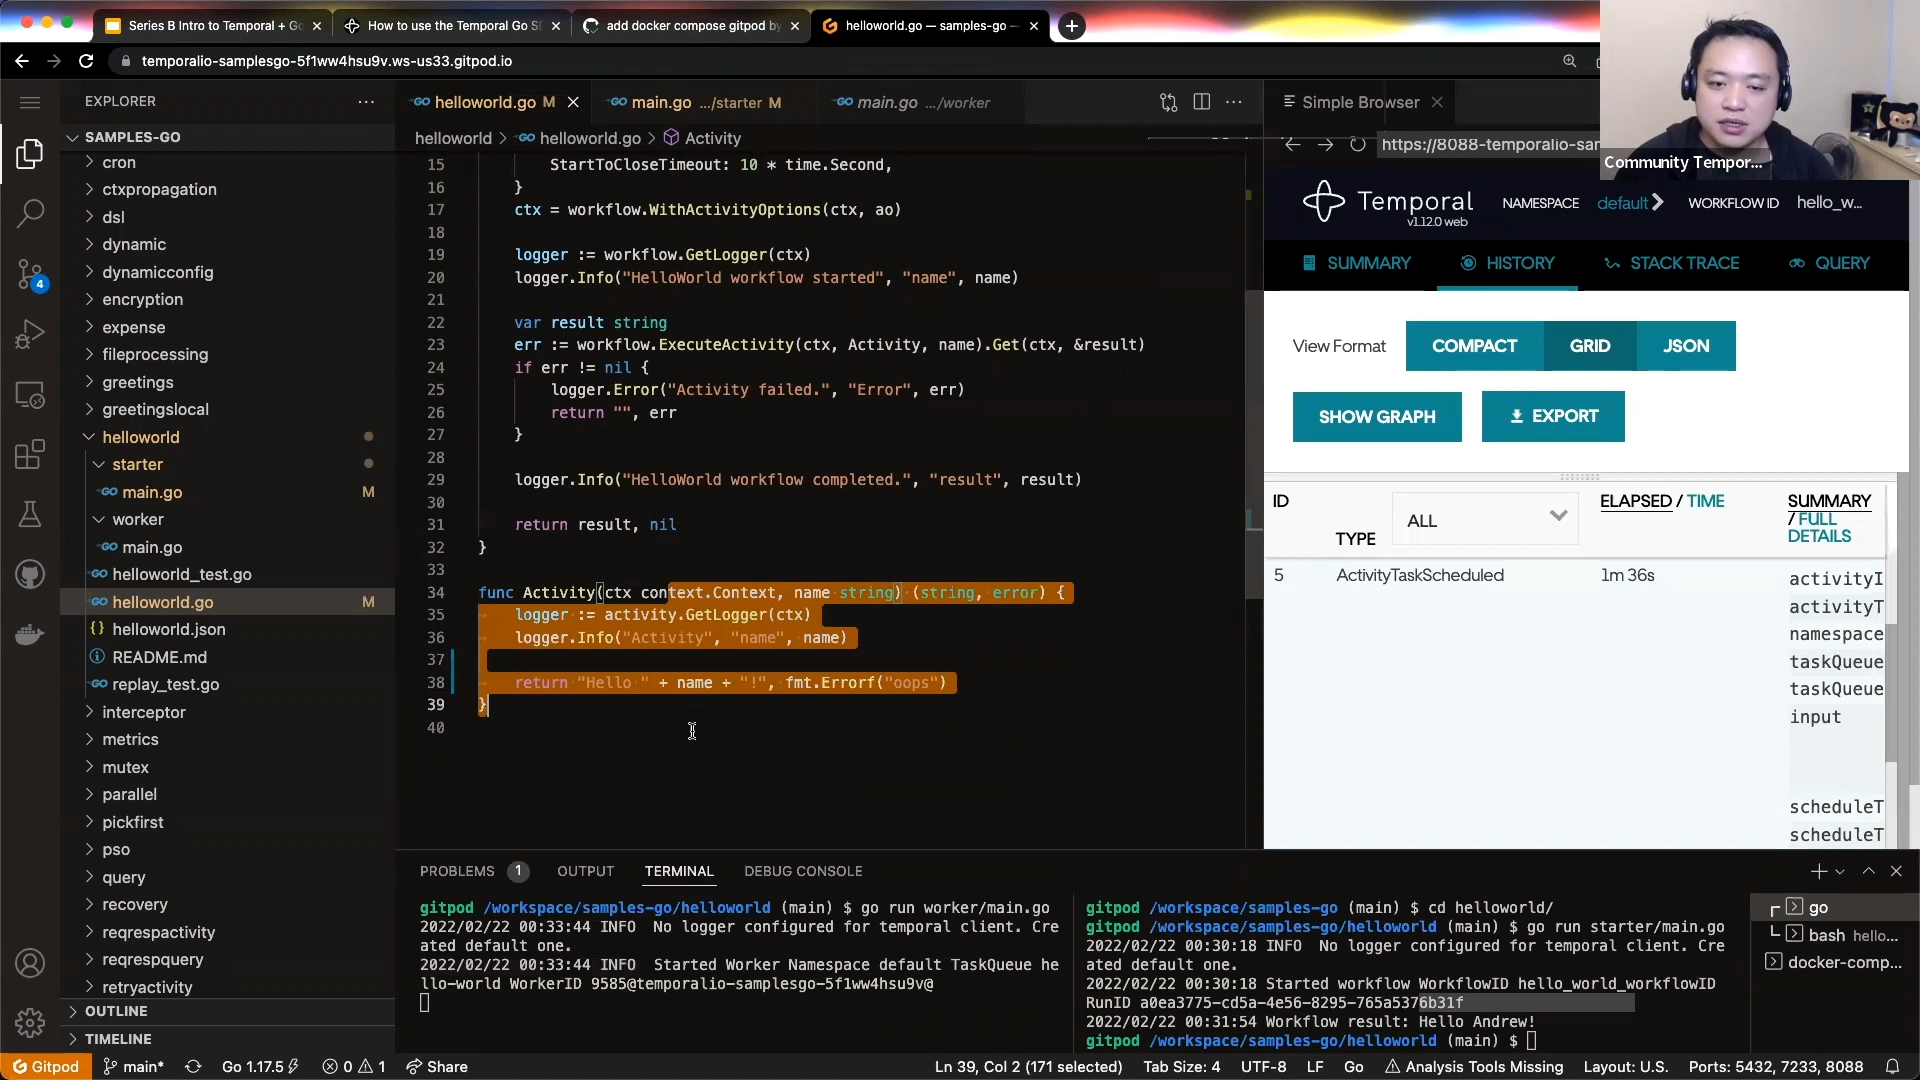 Series B Intro to Temporal + Go
How to use the Temporal Go S
add docker compose gitpod by
helloworld.go — samples-go —
temporalio-samplesgo-5f1ww4hsu9v.ws-us33.gitpod.io
EXPLORER
SAMPLES-GO
cron
ctxpropagation
dsl
dynamic
dynamicconfig
encryption
expense
fileprocessing
greetings
greetingslocal
helloworld
starter
main.go M
worker
main.go
helloworld_test.go
helloworld.go M
helloworld.json
README.md
replay_test.go
interceptor
metrics
mutex
parallel
pickfirst
pso
query
recovery
reqrespactivity
reqrespquery
retryactivity
OUTLINE
TIMELINE
4
helloworld.go M
main.go .../starter M
main.go .../worker
helloworld > helloworld.go > Activity
15 StartToCloseTimeout: 10 * time.Second,
16 }
17 ctx = workflow.WithActivityOptions(ctx, ao)
18
19 logger := workflow.GetLogger(ctx)
20 logger.Info("HelloWorld workflow started", "name", name)
21
22 var result string
23 err := workflow.ExecuteActivity(ctx, Activity, name).Get(ctx, &result)
24 if err != nil {
25 logger.Error("Activity failed.", "Error", err)
26 return "", err
27 }
28
29 logger.Info("HelloWorld workflow completed.", "result", result)
30
31 return result, nil
32 }
33
34 func Activity(ctx context.Context, name string) (string, error) {
35 logger := activity.GetLogger(ctx)
36 logger.Info("Activity", "name", name)
37
38 return "Hello " + name + "!", fmt.Errorf("oops")
39 }
40
Simple Browser
https://8088-temporalio-sar
Community Tempor...
Temporal
v1.12.0 web
NAMESPACE default
WORKFLOW ID hello_w...
SUMMARY
HISTORY
STACK TRACE
QUERY
View Format
COMPACT
GRID
JSON
SHOW GRAPH
EXPORT
ID
TYPE
ALL
ELAPSED / TIME
SUMMARY
/ FULL
DETAILS
5 ActivityTaskScheduled 1m 36s
activityI
activityT
namespace
taskQueue
taskQueue
input
scheduleT
scheduleT
PROBLEMS 1
OUTPUT
TERMINAL
DEBUG CONSOLE
gitpod /workspace/samples-go/helloworld (main) $ go run worker/main.go
2022/02/22 00:33:44 INFO  No logger configured for temporal client. Cre
ated default one.
2022/02/22 00:33:44 INFO  Started Worker Namespace default TaskQueue he
llo-world WorkerID 9585@temporalio-samplesgo-5f1ww4hsu9v@
gitpod /workspace/samples-go (main) $ cd helloworld/
gitpod /workspace/samples-go/helloworld (main) $ go run starter/main.go
2022/02/22 00:30:18 INFO  No logger configured for temporal client. Cre
ated default one.
2022/02/22 00:30:18 Started workflow WorkflowID hello_world_workflowID
RunID a0ea3775-cd5a-4e56-8295-765a5376b31f
2022/02/22 00:31:54 Workflow result: Hello Andrew!
gitpod /workspace/samples-go/helloworld (main) $
go
bash hello...
docker-comp...
Gitpod
main*
Go 1.17.5
0 1
Share
Ln 39, Col 2 (171 selected)
Tab Size: 4
UTF-8
LF
Go
Analysis Tools Missing
Layout: U.S.
Ports: 5432, 7233, 8088